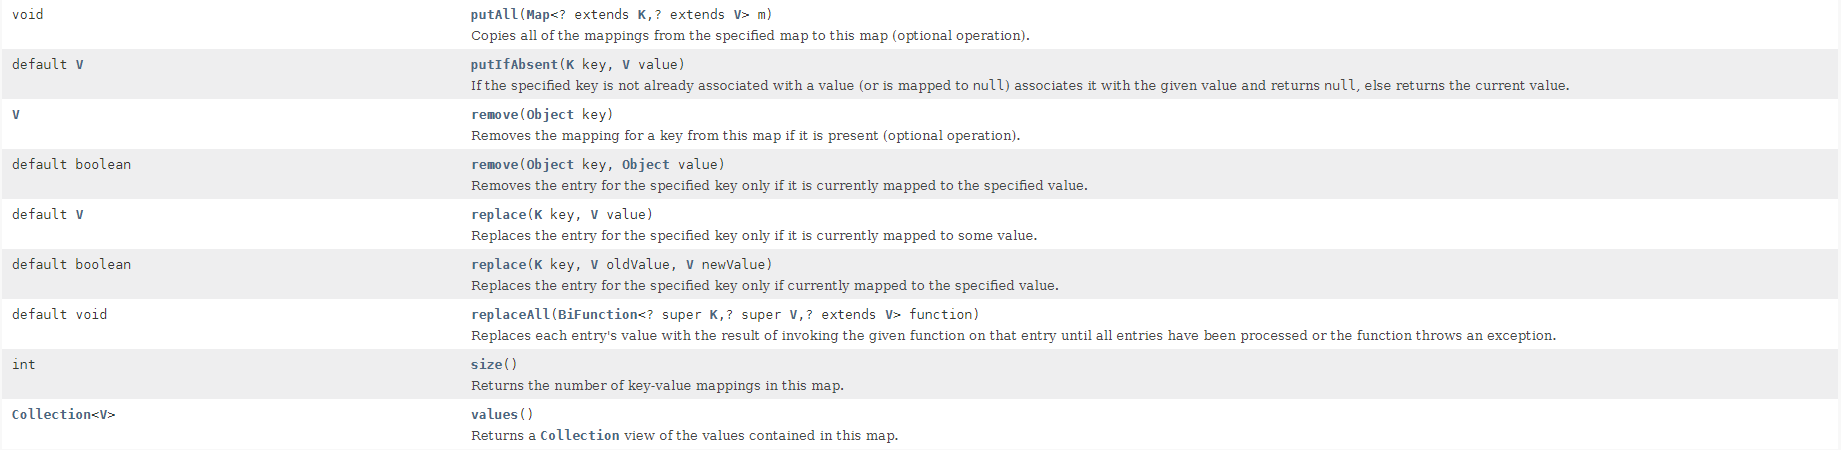 void putAll(Map<? extends K,? extends V> m)
Copies all of the mappings from the specified map to this map (optional operation).
default V putIfAbsent(K key, V value)
If the specified key is not already associated with a value (or is mapped to null) associates it with the given value and returns null, else returns the current value.
V remove(Object key)
Removes the mapping for a key from this map if it is present (optional operation).
default boolean remove(Object key, Object value)
Removes the entry for the specified key only if it is currently mapped to the specified value.
default V replace(K key, V value)
Replaces the entry for the specified key only if it is currently mapped to some value.
default boolean replace(K key, V oldValue, V newValue)
Replaces the entry for the specified key only if currently mapped to the specified value.
default void replaceAll(BiFunction<? super K,? super V,? extends V> function)
Replaces each entry's value with the result of invoking the given function on that entry until all entries have been processed or the function throws an exception.
int size()
Returns the number of key-value mappings in this map.
Collection<V> values()
Returns a Collection view of the values contained in this map.